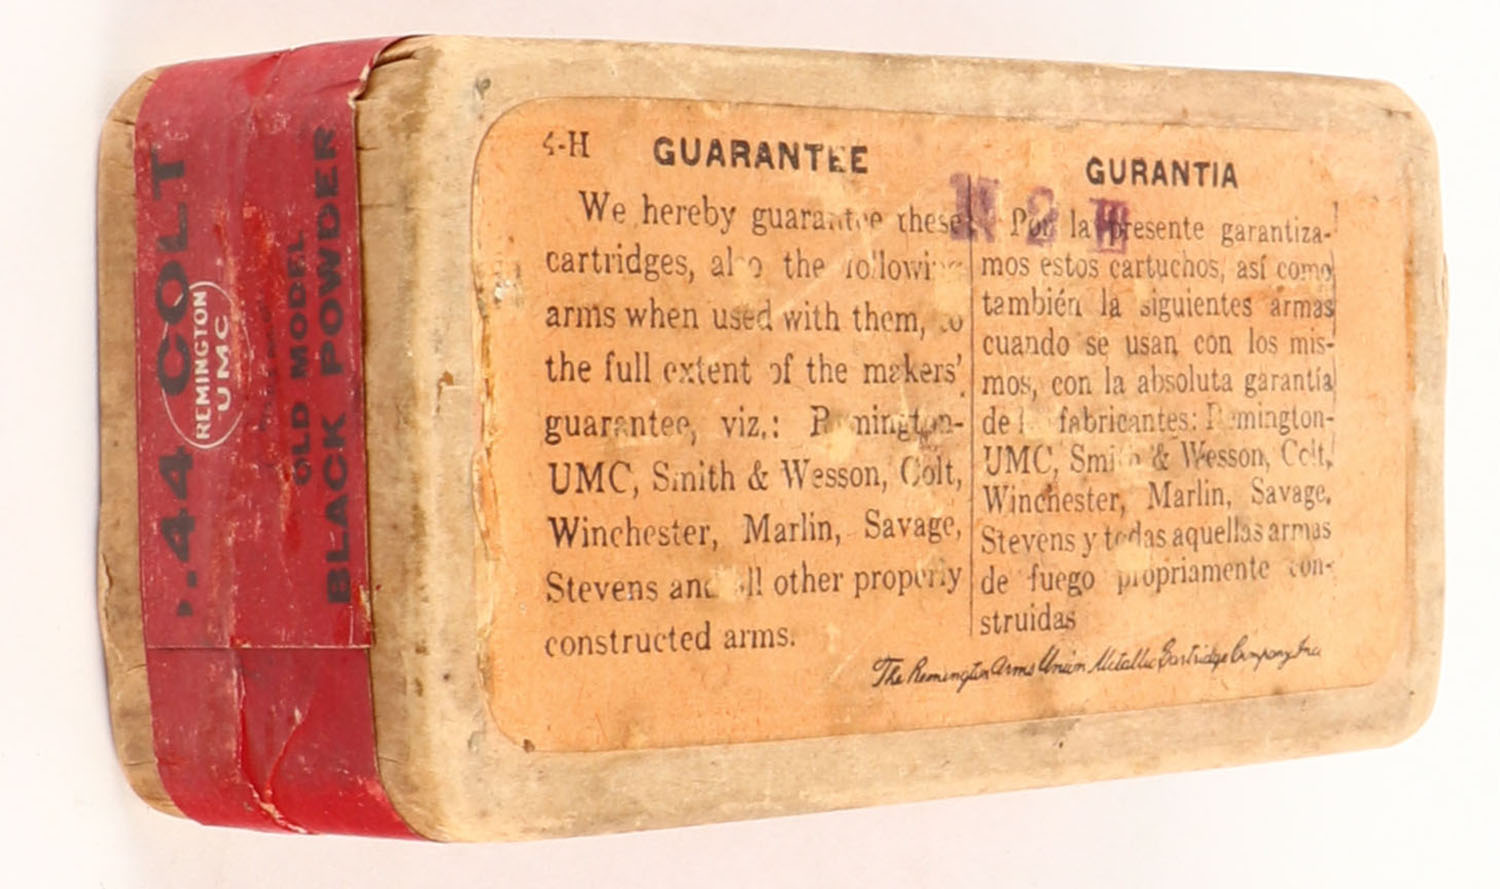 .44 COLT
REMINGTON
UMC
OLD MODEL
BLACK POWDER
4-H
GUARANTEE
We hereby guarantee these
cartridges, also the following
arms when used with them, to
the full extent of the makers'
guarantee, viz.: Remington-
UMC, Smith & Wesson, Colt,
Winchester, Marlin, Savage,
Stevens and all other properly
constructed arms.
GURANTIA
Por la presente garantiza-
mos estos cartuchos, así como
también la siguientes armas
cuando se usan con los mis-
mos, con la absoluta garantía
de fabricantes: Remington-
UMC, Smith & Wesson, Colt,
Winchester, Marlin, Savage,
Stevens y todas aquellas armas
de fuego propriamente con-
struidas
The Remington Arms Union Metallic Cartridge Company Inc